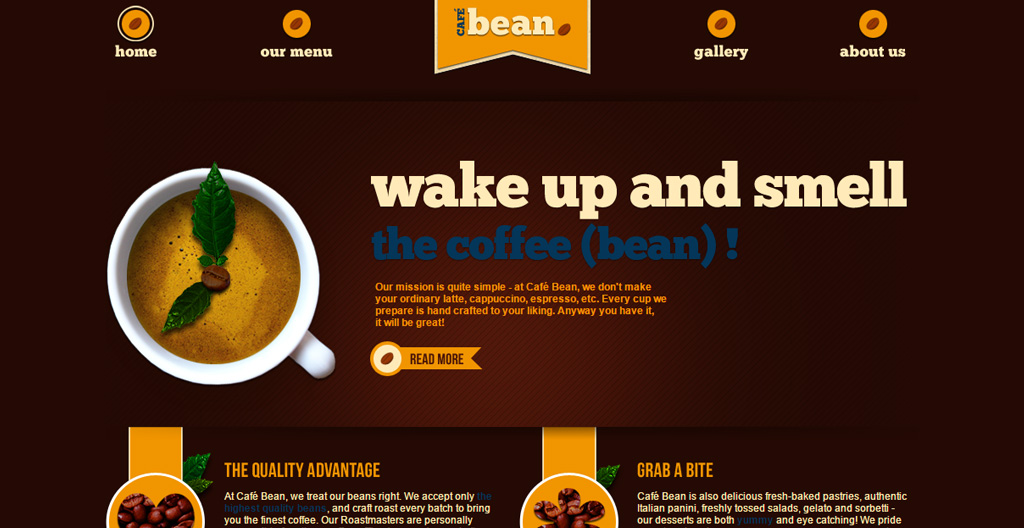 home
our menu
CAFÉ
bean
gallery
about us
wake up and smell
the coffee (bean) !
Our mission is quite simple - at Café Bean, we don't make
your ordinary latte, cappuccino, espresso, etc. Every cup we
prepare is hand crafted to your liking. Anyway you have it,
it will be great!
READ MORE
THE QUALITY ADVANTAGE
At Café Bean, we treat our beans right. We accept only the
highest quality beans, and craft roast every batch to bring
you the finest coffee. Our Roastmasters are personally
GRAB A BITE
Café Bean is also delicious fresh-baked pastries, authentic
Italian panini, freshly tossed salads, gelato and sorbetti -
our desserts are both yummy and eye catching! We pride